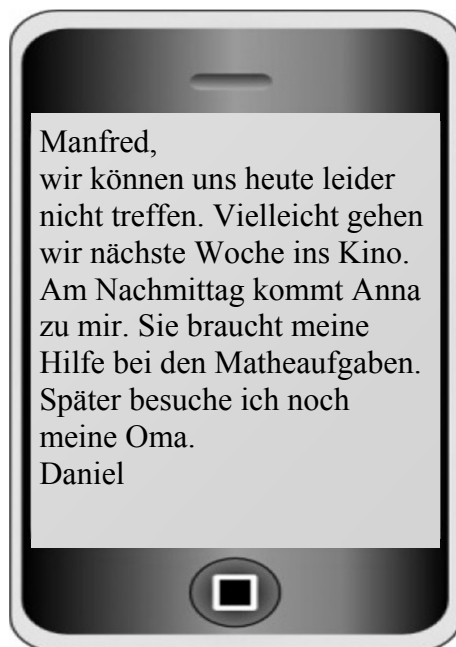 Manfred,
wir können uns heute leider
nicht treffen. Vielleicht gehen
wir nächste Woche ins Kino.
Am Nachmittag kommt Anna
zu mir. Sie braucht meine
Hilfe bei den Matheaufgaben.
Später besuche ich noch
meine Oma.
Daniel